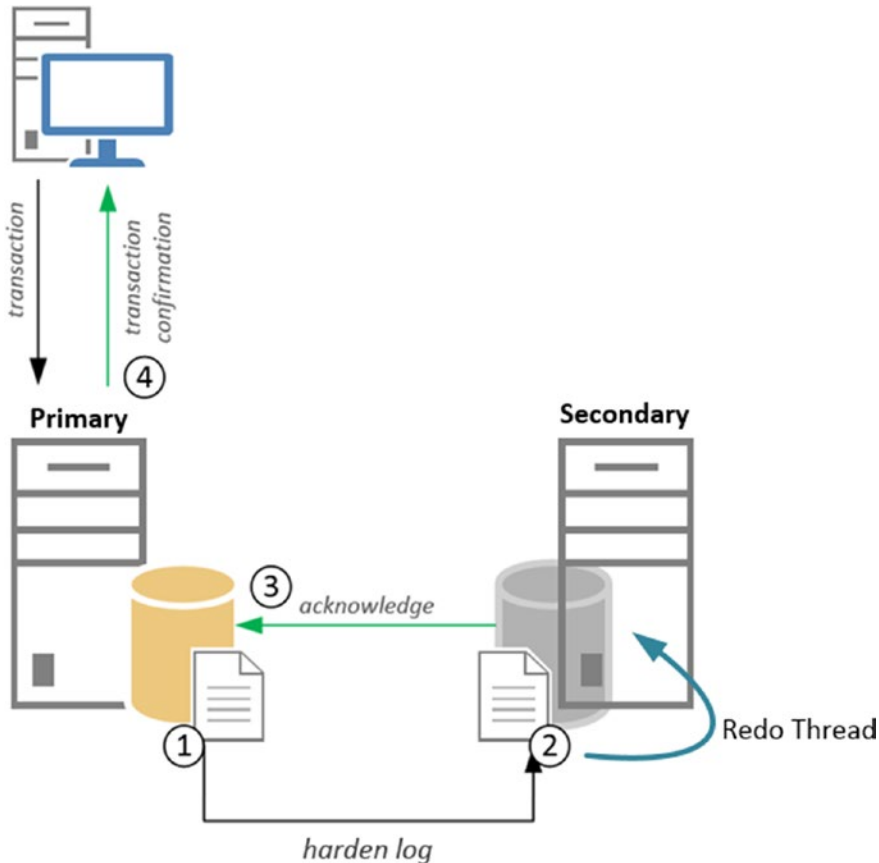 transaction
transaction
confirmation
4
Primary
Secondary
3
acknowledge
1
2
Redo Thread
harden log